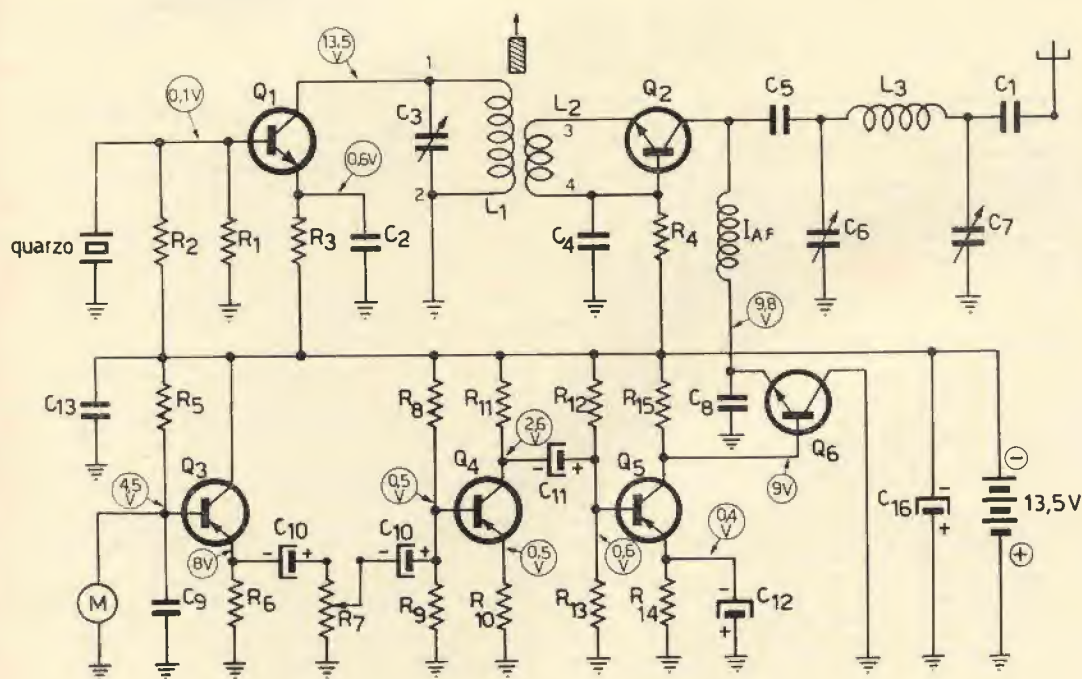 13,5 V
1
Q1
0,1V
C3
L1
2
0,6V
L2
3
4
Q2
C5
L3
C1
quarzo
R2
R1
R3
C2
C4
R4
IAF
C6
C7
9,8 V
C13
R5
R8
R11
R12
R15
C8
Q6
Q3
4,5 V
2,6 V
Q4
C11
- +
Q5
9V
0,5 V
C16
-
+
−
13,5V
+
M
C9
8V
R6
C10
- +
R7
C10
- +
R9
0,5 V
R10
0,6 V
R13
0,4 V
R14
C12
-
+